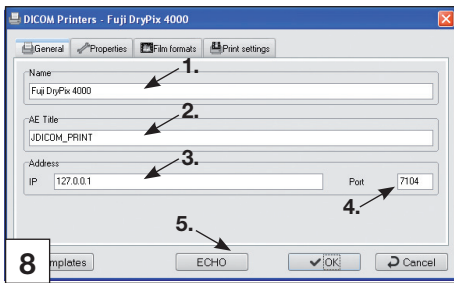 DICOM Printers - Fuji DryPix 4000
General Properties Film formats Print settings
Name 1.
Fuji DryPix 4000
AE Title 2.
JDICOM_PRINT
Address 3.
IP 127.0.0.1 Port 7104
4.
5.
8 mplates ECHO OK Cancel